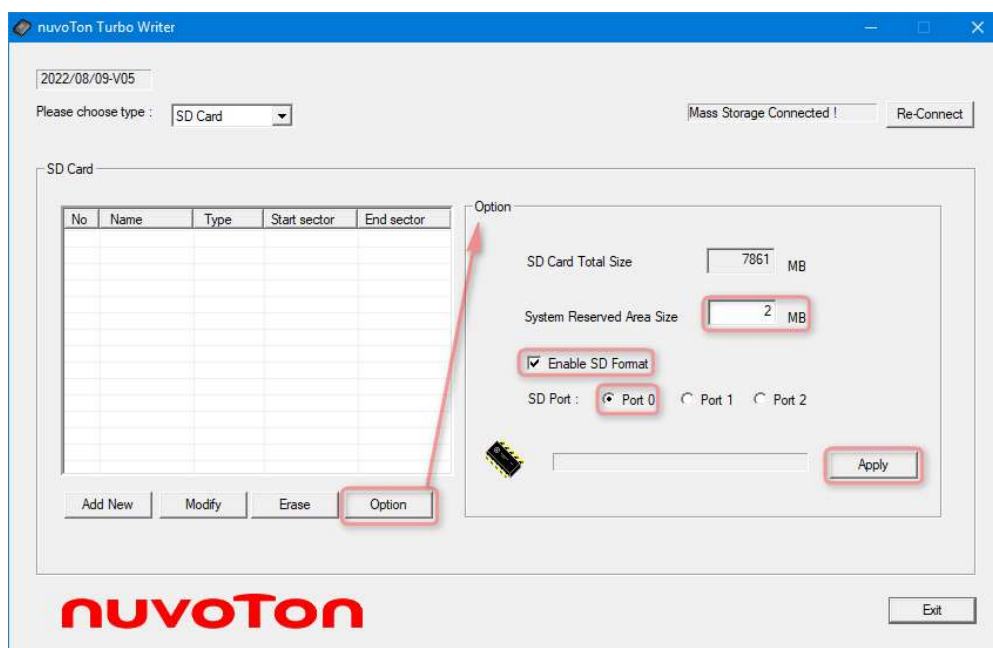 nuvoTon Turbo Writer
2022/08/09-V05
Please choose type : SD Card
Mass Storage Connected ! Re-Connect
SD Card
No Name Type Start sector End sector
Option
SD Card Total Size 7861 MB
System Reserved Area Size 2 MB
Enable SD Format
SD Port : Port 0 Port 1 Port 2
Apply
Add New Modify Erase Option
nuvoTon
Exit